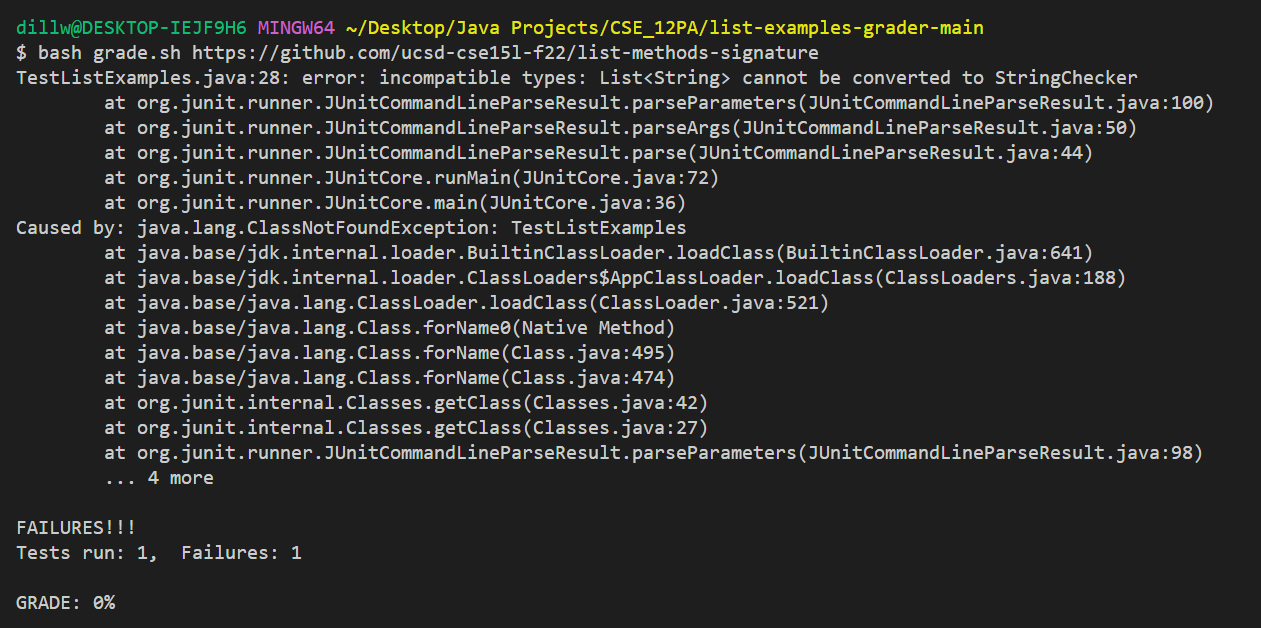 dillw@DESKTOP-IEJF9H6 MINGW64 ~/Desktop/Java Projects/CSE_12PA/list-examples-grader-main
$ bash grade.sh https://github.com/ucsd-cse15l-f22/list-methods-signature
TestListExamples.java:28: error: incompatible types: List<String> cannot be converted to StringChecker
        at org.junit.runner.JUnitCommandLineParseResult.parseParameters(JUnitCommandLineParseResult.java:100)
        at org.junit.runner.JUnitCommandLineParseResult.parseArgs(JUnitCommandLineParseResult.java:50)
        at org.junit.runner.JUnitCommandLineParseResult.parse(JUnitCommandLineParseResult.java:44)
        at org.junit.runner.JUnitCore.runMain(JUnitCore.java:72)
        at org.junit.runner.JUnitCore.main(JUnitCore.java:36)
Caused by: java.lang.ClassNotFoundException: TestListExamples
        at java.base/jdk.internal.loader.BuiltinClassLoader.loadClass(BuiltinClassLoader.java:641)
        at java.base/jdk.internal.loader.ClassLoaders$AppClassLoader.loadClass(ClassLoaders.java:188)
        at java.base/java.lang.ClassLoader.loadClass(ClassLoader.java:521)
        at java.base/java.lang.Class.forName0(Native Method)
        at java.base/java.lang.Class.forName(Class.java:495)
        at java.base/java.lang.Class.forName(Class.java:474)
        at org.junit.internal.Classes.getClass(Classes.java:42)
        at org.junit.internal.Classes.getClass(Classes.java:27)
        at org.junit.runner.JUnitCommandLineParseResult.parseParameters(JUnitCommandLineParseResult.java:98)
        ... 4 more
FAILURES!!!
Tests run: 1,  Failures: 1
GRADE: 0%